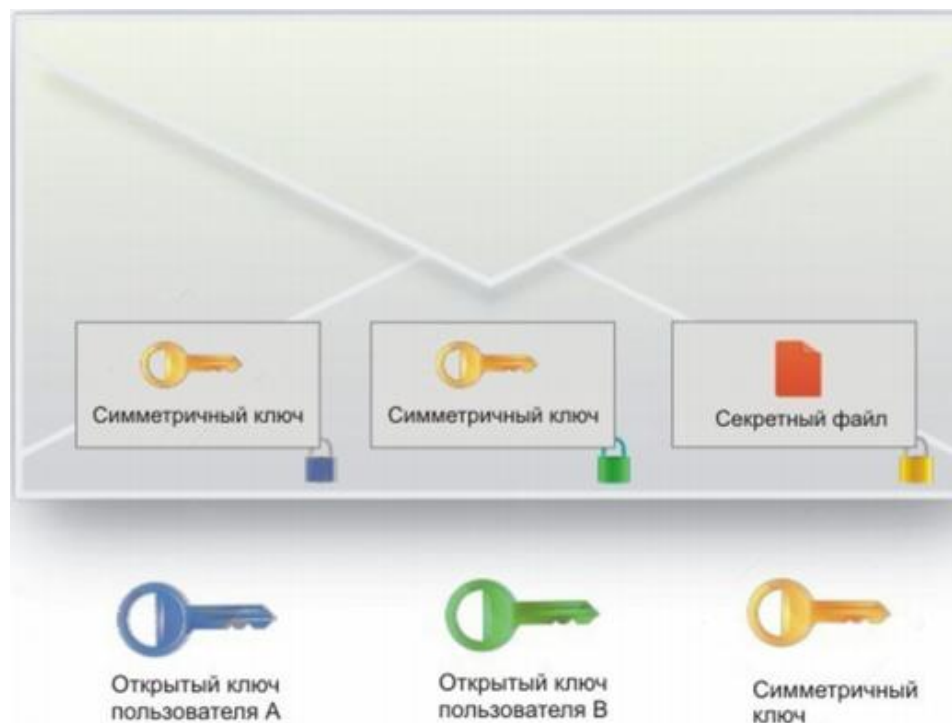 Симметричный ключ
Симметричный ключ
Секретный файл
Открытый ключ
пользователя А
Открытый ключ
пользователя В
Симметричный
ключ